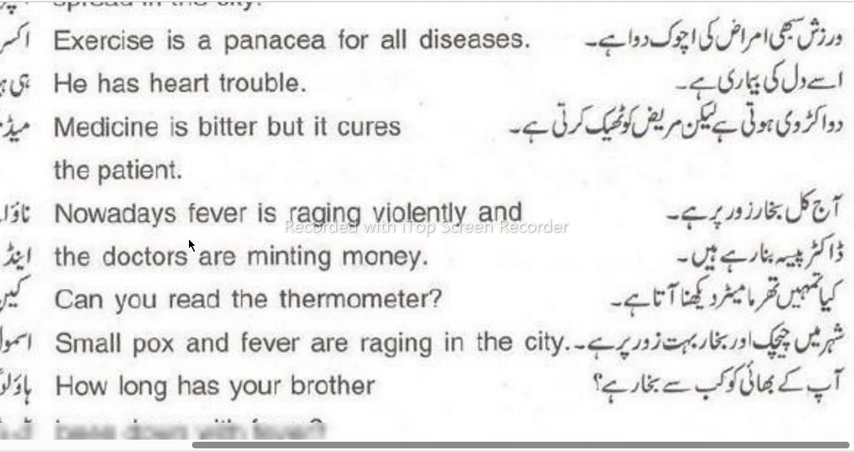 Exercise is a panacea for all diseases. ورزش سبھی امراض کی اچوک دوا ہے۔
He has heart trouble. اسے دل کی بیماری ہے۔
Medicine is bitter but it cures دوا کڑوی ہوتی ہے لیکن مریض کو ٹھیک کرتی ہے۔
the patient.
Nowadays fever is raging violently and آج کل بخار زور پر ہے۔
Recorded with iTop Screen Recorder
the doctors are minting money. ڈاکٹر پیسہ بنا رہے ہیں۔
Can you read the thermometer? کیا تمہیں تھرمامیٹر دیکھنا آتا ہے۔
Small pox and fever are raging in the city. شہر میں چیچک اور بخار بہت زور پر ہے۔
How long has your brother آپ کے بھائی کو کب سے بخار ہے؟